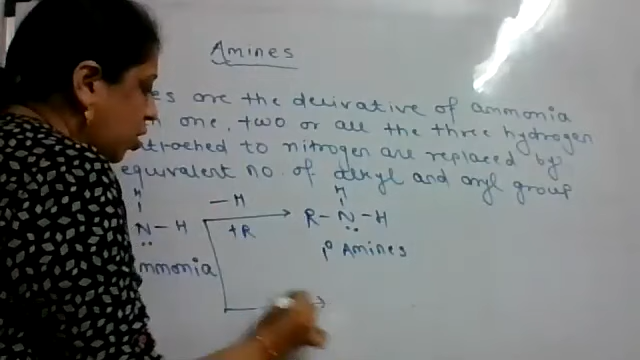 Amines
es are the derivative of ammonia
one, two or all the three hydrogen
attached to nitrogen are replaced by
equivalent no. of alkyl and aryl group
H H
N - H - H R - N - H
+R
mmonia 1° Amines